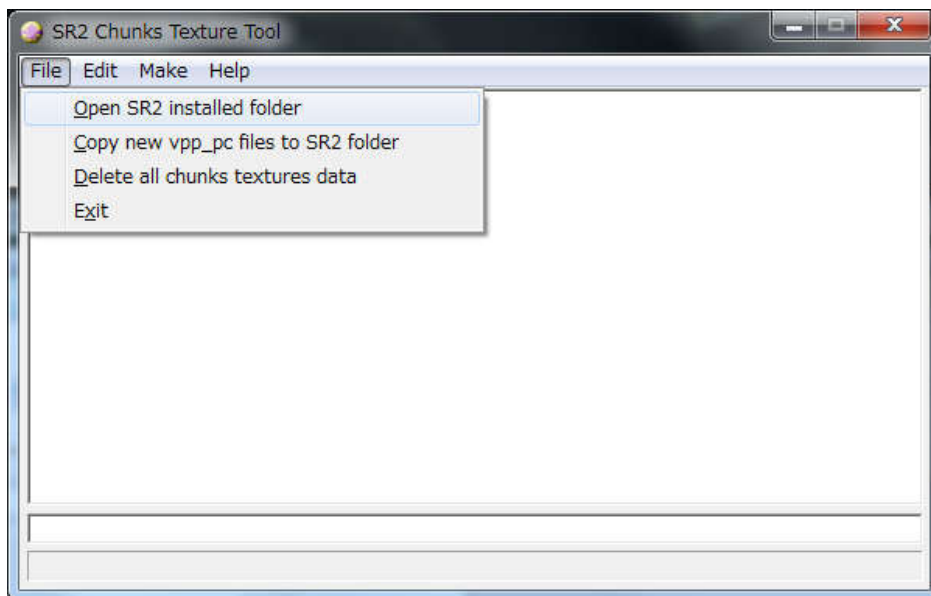 SR2 Chunks Texture Tool
File Edit Make Help
Open SR2 installed folder
Copy new vpp_pc files to SR2 folder
Delete all chunks textures data
Exit